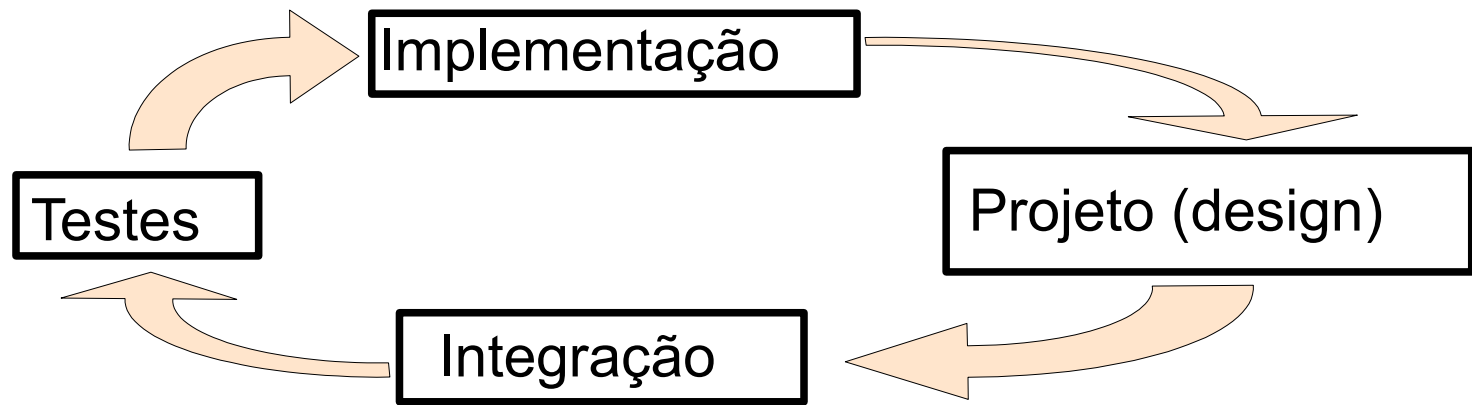 Implementação
Projeto (design)
Testes
Integração